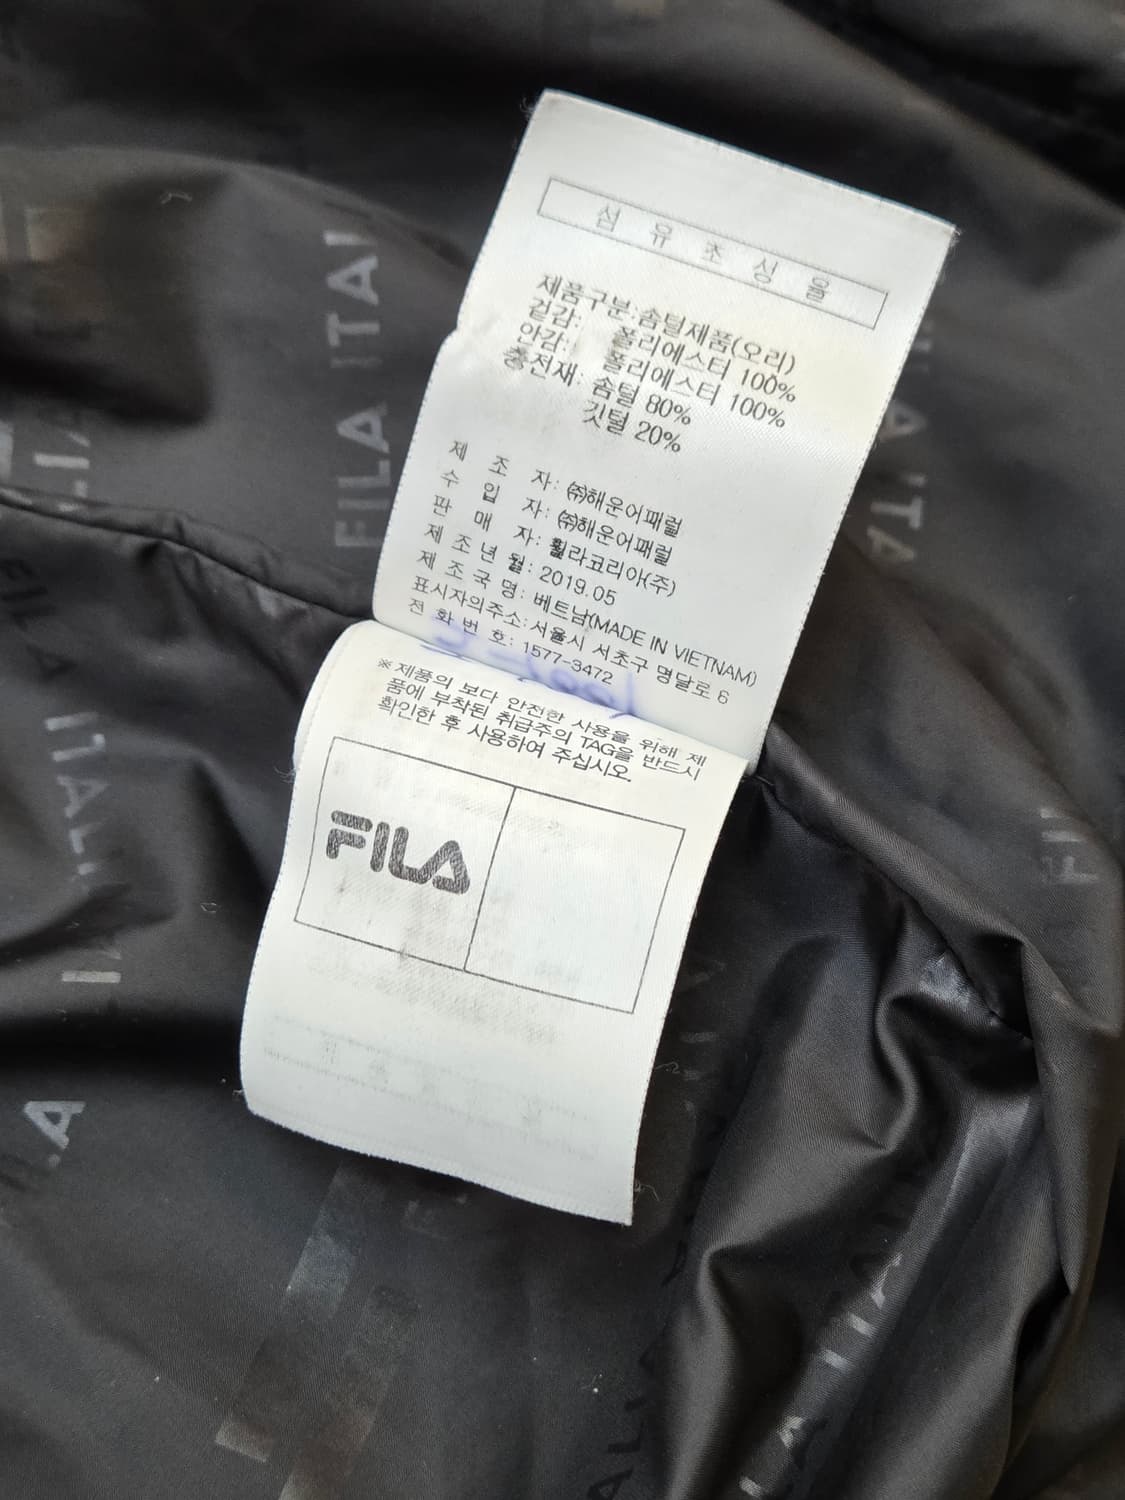 섬유조성율
제품구분: 솜털제품(오리)
겉감: 폴리에스터 100%
안감: 폴리에스터 100%
충전재: 솜털 80%
깃털 20%
제 조 자: ㈜해운어패럴
수 입 자: ㈜해운어패럴
판 매 자: 휠라코리아(주)
제 조 년 월: 2019.05
제 조 국 명: 베트남(MADE IN VIETNAM)
표시자의주소: 서울시 서초구 명달로 6
전 화 번 호: 1577-3472
※ 제품의 보다 안전한 사용을 위해 제
품에 부착된 취급주의 TAG을 반드시
확인한 후 사용하여 주십시오.
FILA
FILA ITAL
FILA ITAL
ILA ITA